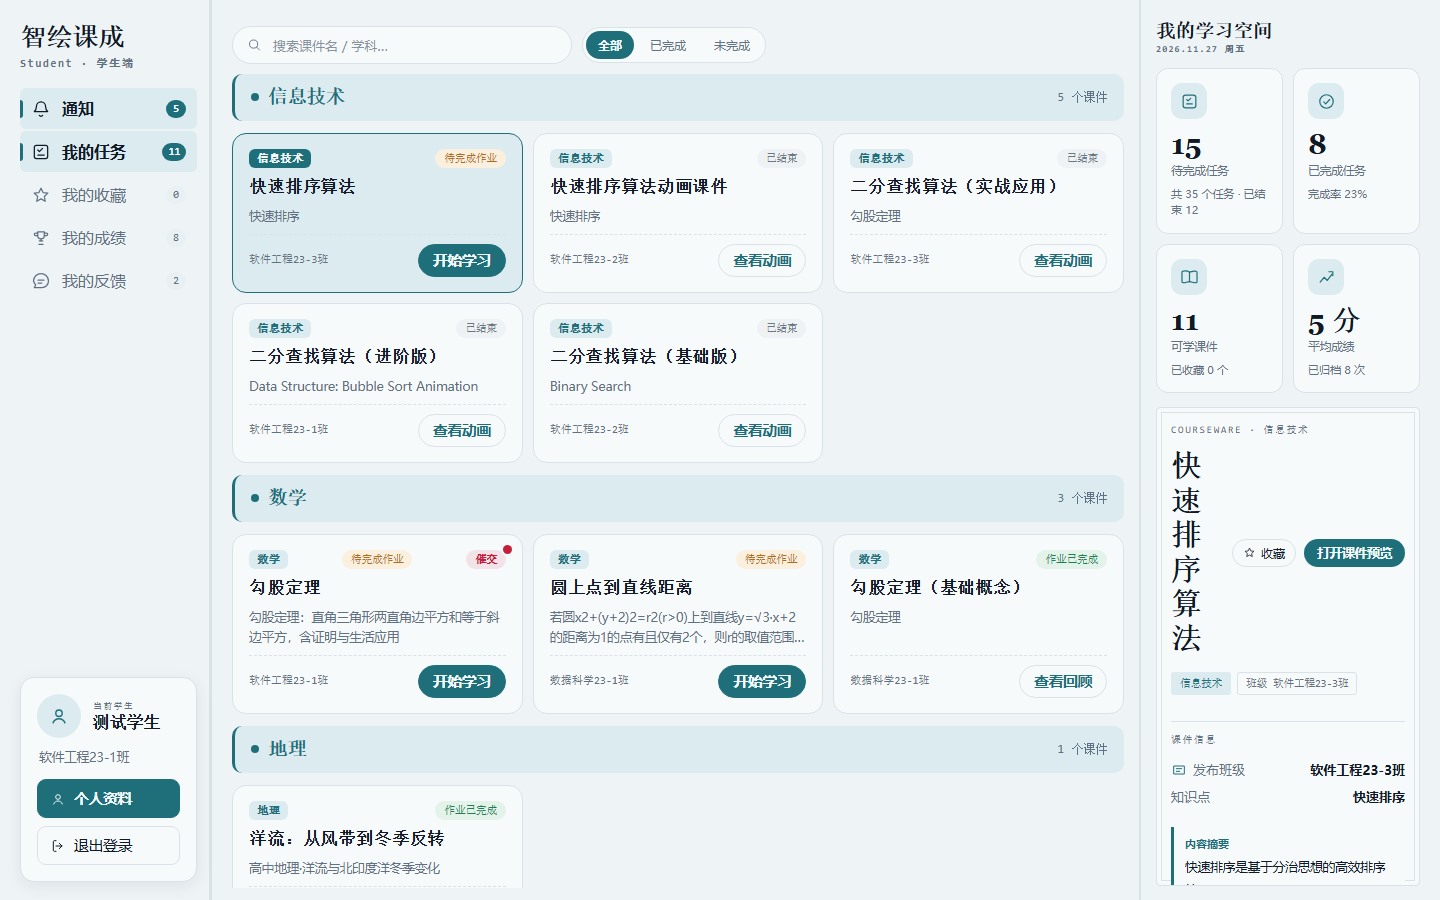 智绘课成
Student · 学生端
通知 5
我的任务 11
我的收藏 0
我的成绩 8
我的反馈 2
当前学生
测试学生
软件工程23-1班
个人资料
退出登录
搜索课件名 / 学科...
全部 已完成 未完成
信息技术 5 个课件
信息技术 待完成作业
快速排序算法
快速排序
软件工程23-3班 开始学习
信息技术 已结束
快速排序算法动画课件
快速排序
软件工程23-2班 查看动画
信息技术 已结束
二分查找算法（实战应用）
勾股定理
软件工程23-3班 查看动画
信息技术 已结束
二分查找算法（进阶版）
Data Structure: Bubble Sort Animation
软件工程23-1班 查看动画
信息技术 已结束
二分查找算法（基础版）
Binary Search
软件工程23-2班 查看动画
数学 3 个课件
数学 待完成作业 催交
勾股定理
勾股定理：直角三角形两直角边平方和等于斜
边平方，含证明与生活应用
软件工程23-1班 开始学习
数学 待完成作业
圆上点到直线距离
若圆x2+(y+2)2=r2(r>0)上到直线y=√3·x+2
的距离为1的点有且仅有2个，则r的取值范围...
数据科学23-1班 开始学习
数学 作业已完成
勾股定理（基础概念）
勾股定理
数据科学23-1班 查看回顾
地理 1 个课件
地理 作业已完成
洋流：从风带到冬季反转
高中地理·洋流与北印度洋冬季变化
我的学习空间
2026.11.27 周五
15
待完成任务
共 35 个任务 · 已结
束 12
8
已完成任务
完成率 23%
11
可学课件
已收藏 0 个
5 分
平均成绩
已归档 8 次
COURSEWARE · 信息技术
快
速
排
序
算
法
收藏 打开课件预览
信息技术 班级 软件工程23-3班
课件信息
发布班级 软件工程23-3班
知识点 快速排序
内容摘要
快速排序是基于分治思想的高效排序